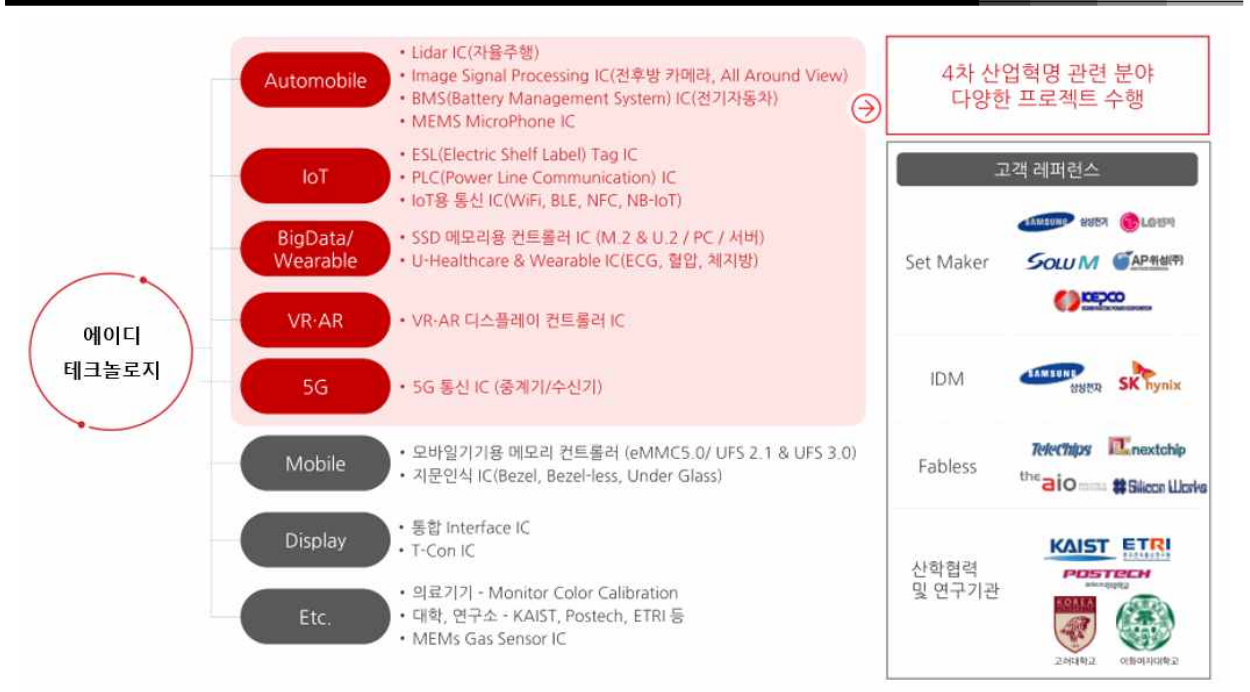 에이디
테크놀로지
Automobile
• Lidar IC(자율주행)
• Image Signal Processing IC(전후방 카메라, All Around View)
• BMS(Battery Management System) IC(전기자동차)
• MEMS MicroPhone IC
IoT
• ESL(Electric Shelf Label) Tag IC
• PLC(Power Line Communication) IC
• IoT용 통신 IC(WiFi, BLE, NFC, NB-IoT)
BigData/
Wearable
• SSD 메모리용 컨트롤러 IC (M.2 & U.2 / PC / 서버)
• U-Healthcare & Wearable IC(ECG, 혈압, 체지방)
VR·AR
• VR·AR 디스플레이 컨트롤러 IC
5G
• 5G 통신 IC (중계기/수신기)
Mobile
• 모바일기기용 메모리 컨트롤러 (eMMC5.0/ UFS 2.1 & UFS 3.0)
• 지문인식 IC(Bezel, Bezel-less, Under Glass)
Display
• 통합 Interface IC
• T-Con IC
Etc.
• 의료기기 - Monitor Color Calibration
• 대학, 연구소 - KAIST, Postech, ETRI 등
• MEMs Gas Sensor IC
4차 산업혁명 관련 분야
다양한 프로젝트 수행
고객 레퍼런스
Set Maker
SAMSUNG 삼성전기 LG전자
SOLUM AP위성(주)
KEPCO
IDM
SAMSUNG 삼성전자 SK hynix
Fabless
Telechips nextchip
the aio Silicon Works
산학협력
및 연구기관
KAIST ETRI
POSTECH
KOREA
고려대학교 이화여자대학교